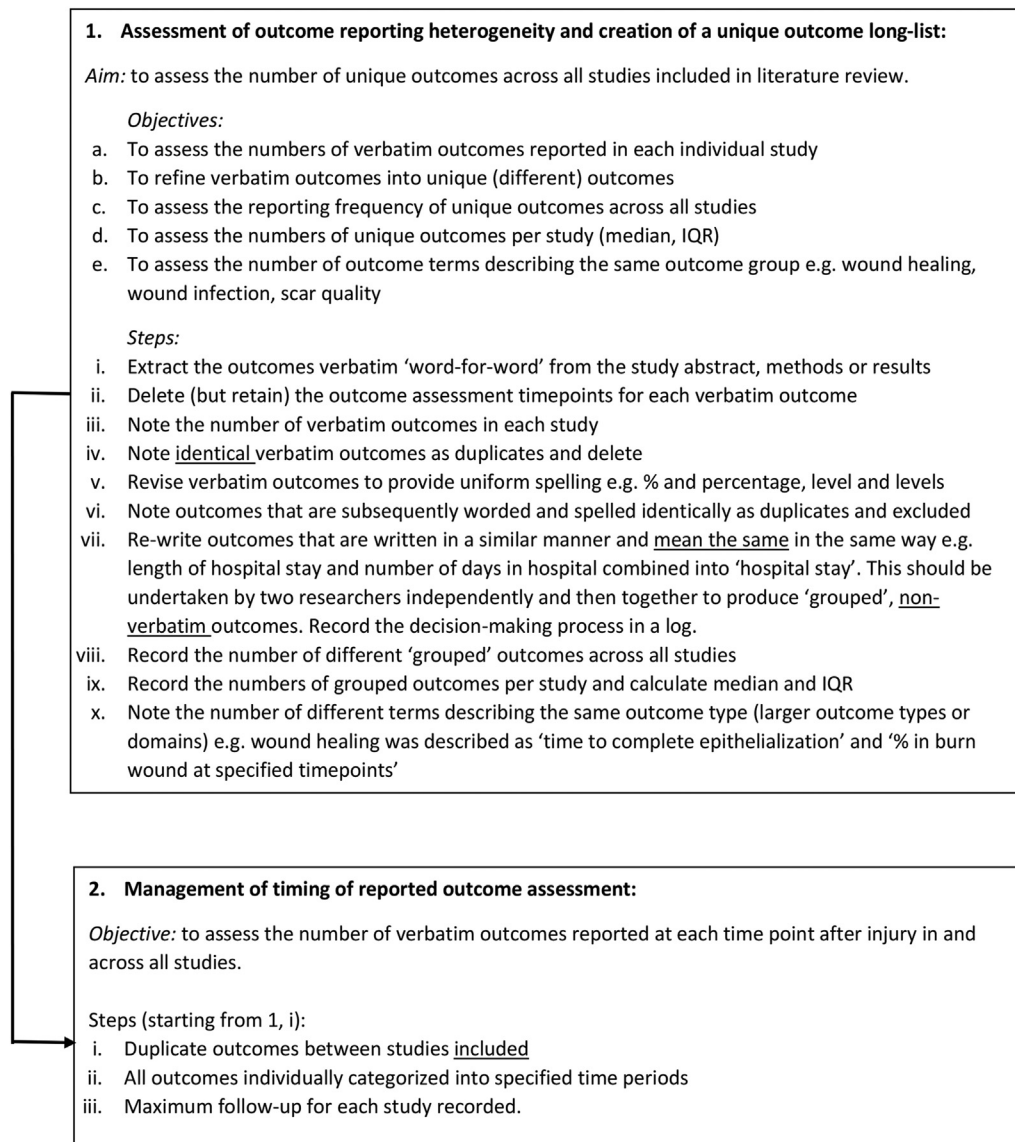 1. Assessment of outcome reporting heterogeneity and creation of a unique outcome long-list:
Aim: to assess the number of unique outcomes across all studies included in literature review.
Objectives:
a. To assess the numbers of verbatim outcomes reported in each individual study
b. To refine verbatim outcomes into unique (different) outcomes
c. To assess the reporting frequency of unique outcomes across all studies
d. To assess the numbers of unique outcomes per study (median, IQR)
e. To assess the number of outcome terms describing the same outcome group e.g. wound healing,
wound infection, scar quality
Steps:
i. Extract the outcomes verbatim ‘word-for-word’ from the study abstract, methods or results
ii. Delete (but retain) the outcome assessment timepoints for each verbatim outcome
iii. Note the number of verbatim outcomes in each study
iv. Note identical verbatim outcomes as duplicates and delete
v. Revise verbatim outcomes to provide uniform spelling e.g. % and percentage, level and levels
vi. Note outcomes that are subsequently worded and spelled identically as duplicates and excluded
vii. Re-write outcomes that are written in a similar manner and mean the same in the same way e.g.
length of hospital stay and number of days in hospital combined into ‘hospital stay’. This should be
undertaken by two researchers independently and then together to produce ‘grouped’, non-
verbatim outcomes. Record the decision-making process in a log.
viii. Record the number of different ‘grouped’ outcomes across all studies
ix. Record the numbers of grouped outcomes per study and calculate median and IQR
x. Note the number of different terms describing the same outcome type (larger outcome types or
domains) e.g. wound healing was described as ‘time to complete epithelialization’ and ‘% in burn
wound at specified timepoints’
2. Management of timing of reported outcome assessment:
Objective: to assess the number of verbatim outcomes reported at each time point after injury in and
across all studies.
Steps (starting from 1, i):
i. Duplicate outcomes between studies included
ii. All outcomes individually categorized into specified time periods
iii. Maximum follow-up for each study recorded.